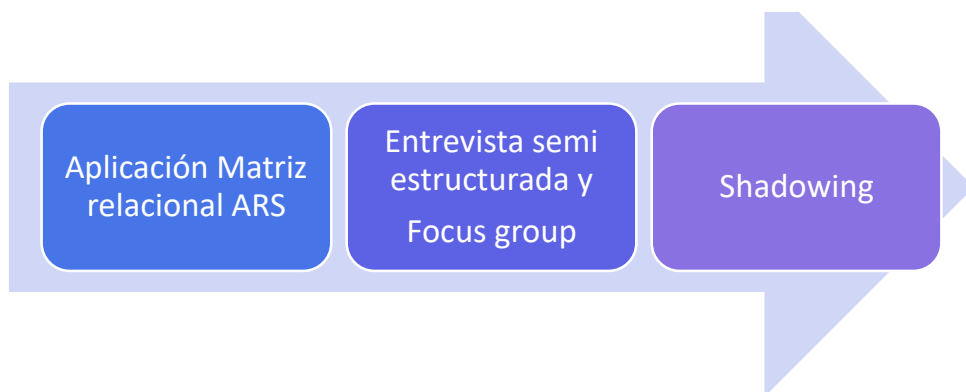 Aplicación Matriz
relacional ARS
Entrevista semi
estructurada y
Focus group
Shadowing